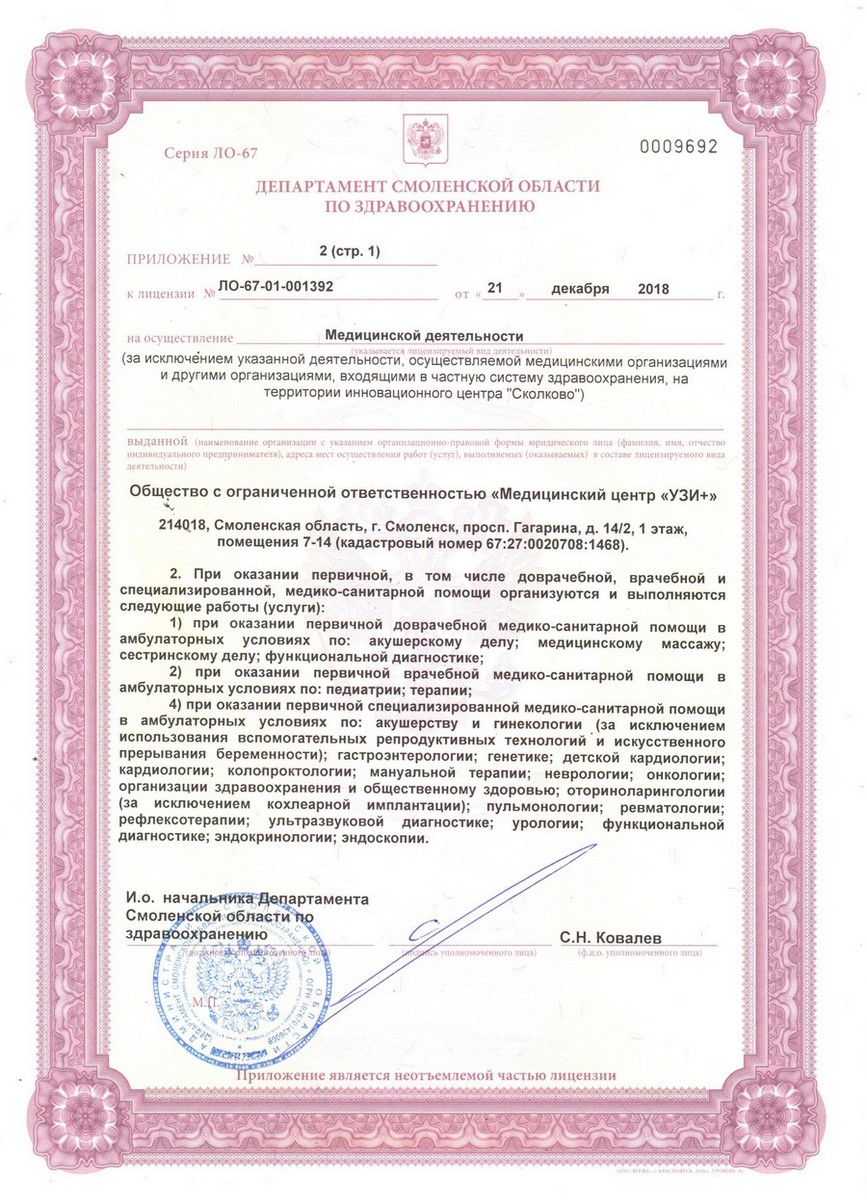 Серия ЛО-67
0009692
ДЕПАРТАМЕНТ СМОЛЕНСКОЙ ОБЛАСТИ
ПО ЗДРАВООХРАНЕНИЮ
ПРИЛОЖЕНИЕ № 2 (стр. 1)
к лицензии № ЛО-67-01-001392 от « 21 » декабря 2018 г.
на осуществление Медицинской деятельности
(указывается лицензируемый вид деятельности)
(за исключением указанной деятельности, осуществляемой медицинскими организациями
и другими организациями, входящими в частную систему здравоохранения, на
территории инновационного центра "Сколково")
выданной (наименование организации с указанием организационно-правовой формы юридического лица (фамилия, имя, отчество
индивидуального предпринимателя), адреса мест осуществления работ (услуг), выполняемых (оказываемых) в составе лицензируемого вида
деятельности)
Общество с ограниченной ответственностью «Медицинский центр «УЗИ+»
214018, Смоленская область, г. Смоленск, просп. Гагарина, д. 14/2, 1 этаж,
помещения 7-14 (кадастровый номер 67:27:0020708:1468).
2. При оказании первичной, в том числе доврачебной, врачебной и
специализированной, медико-санитарной помощи организуются и выполняются
следующие работы (услуги):
1) при оказании первичной доврачебной медико-санитарной помощи в
амбулаторных условиях по: акушерскому делу; медицинскому массажу;
сестринскому делу; функциональной диагностике;
2) при оказании первичной врачебной медико-санитарной помощи в
амбулаторных условиях по: педиатрии; терапии;
4) при оказании первичной специализированной медико-санитарной помощи
в амбулаторных условиях по: акушерству и гинекологии (за исключением
использования вспомогательных репродуктивных технологий и искусственного
прерывания беременности); гастроэнтерологии; генетике; детской кардиологии;
кардиологии; колопроктологии; мануальной терапии; неврологии; онкологии;
организации здравоохранения и общественному здоровью; оториноларингологии
(за исключением кохлеарной имплантации); пульмонологии; ревматологии;
рефлексотерапии; ультразвуковой диагностике; урологии; функциональной
диагностике; эндокринологии; эндоскопии.
И.о. начальника Департамента
Смоленской области по
здравоохранению
С.Н. Ковалев
(должность уполномоченного лица)
(подпись уполномоченного лица)
(ф.и.о. уполномоченного лица)
М.П.
Приложение является неотъемлемой частью лицензии